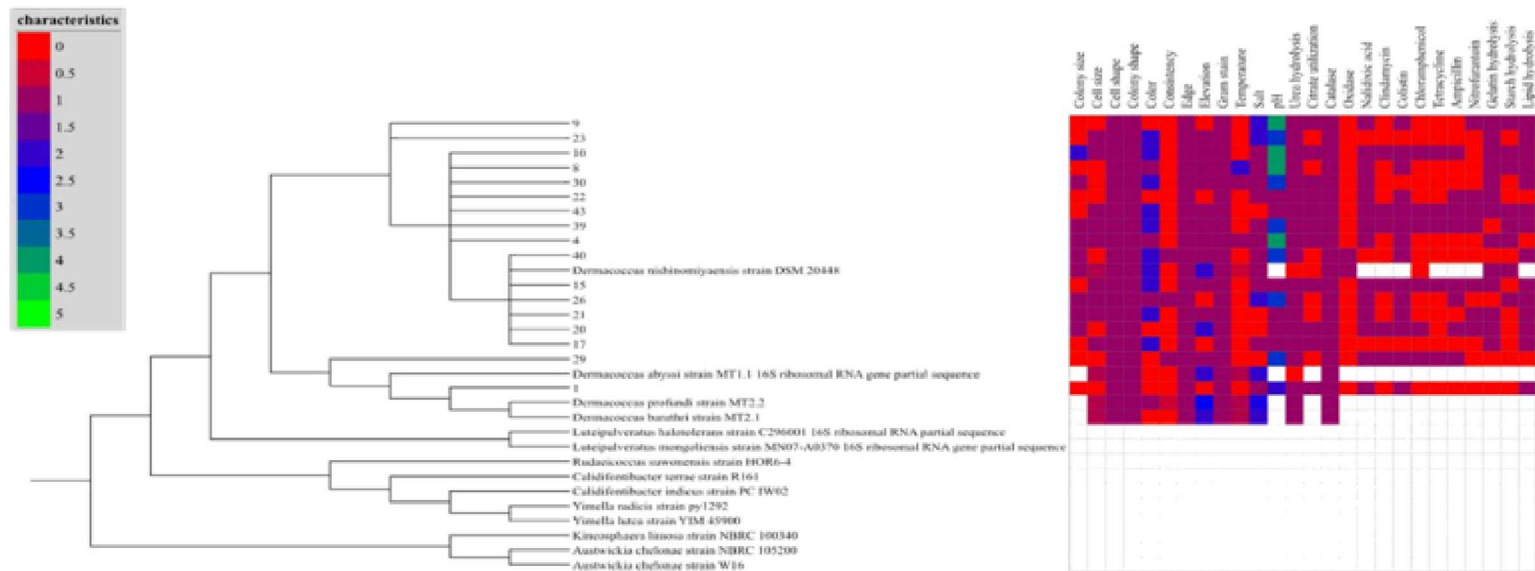 characteristics
0
0.5
1
1.5
2
2.5
3
3.5
4
4.5
5
Colony size
Cell size
Cell shape
Colony shape
Color
Consistency
Edge
Elevation
Gram stain
Temperature
Salt
pH
Urea hydrolysis
Citrate utilization
Catalase
Oxidase
Nalidixic acid
Clindamycin
Colistin
Chloramphenicol
Tetracycline
Ampicillin
Nitrofurantoin
Gelatin hydrolysis
Starch hydrolysis
Lipid hydrolysis
9
23
10
8
30
22
43
39
4
40
Dermacoccus nishinomiyaensis strain DSM 20448
15
26
21
20
17
29
Dermacoccus abyssi strain MT1.1 16S ribosomal RNA gene partial sequence
1
Dermacoccus profundi strain MT2.2
Dermacoccus barathri strain MT2.1
Luteipulveratus halotolerans strain C296001 16S ribosomal RNA partial sequence
Luteipulveratus mongoliensis strain MN07-A0370 16S ribosomal RNA gene partial sequence
Rudaeicoccus suwonensis strain HOR6-4
Calidifontibacter terrae strain R161
Calidifontibacter indicus strain PC IW02
Yimella radicis strain py1292
Yimella lutea strain YIM 45900
Kineosphaera limosa strain NBRC 100340
Austwickia chelonae strain NBRC 105200
Austwickia chelonae strain W16